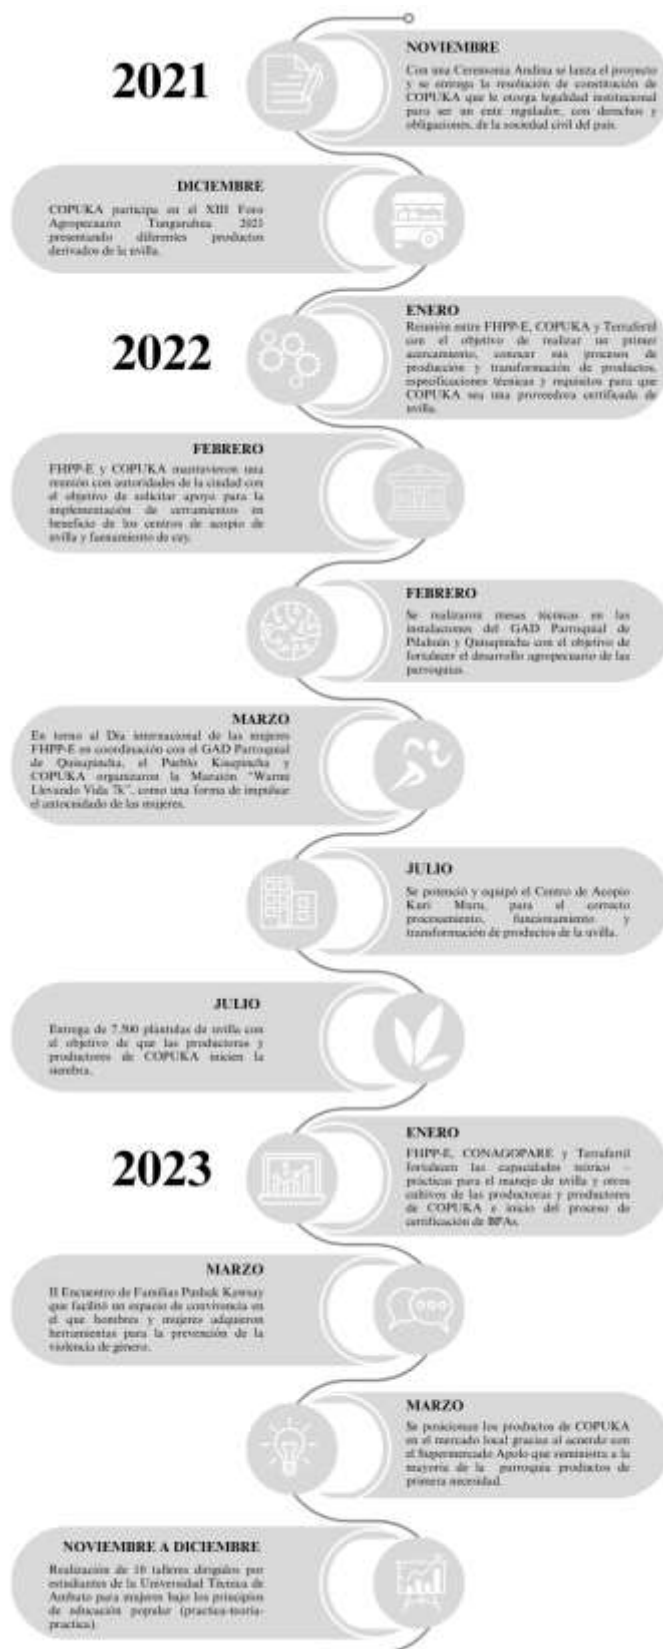 2021
NOVIEMBRE
Con una Ceremonia Andina se lanza el proyecto
y se entrega la resolución de constitución de
COPUKA que le otorga legalidad institucional
para ser un ente regulador, con derechos y
obligaciones, de la sociedad civil del país.
DICIEMBRE
COPUKA participa en el XIII Foro
Agropecuario Tungurahua 2021
presentando diferentes productos
derivados de la uvilla.
2022
ENERO
Reunión entre FHPP-E, COPUKA y Terrafertil
con el objetivo de realizar un primer
acercamiento, conocer sus procesos de
producción y transformación de productos,
especificaciones técnicas y requisitos para que
COPUKA sea una proveedora certificada de
uvilla.
FEBRERO
FHPP-E y COPUKA mantuvieron una
reunión con autoridades de la ciudad con
el objetivo de solicitar apoyo para la
implementación de cerramientos en
beneficio de los centros de acopio de
uvilla y faenamiento de cuy.
FEBRERO
Se realizaron mesas técnicas en las
instalaciones del GAD Parroquial de
Pilahuín y Quisapincha con el objetivo de
fortalecer el desarrollo agropecuario de las
parroquias.
MARZO
En torno al Día internacional de las mujeres
FHPP-E en coordinación con el GAD Parroquial
de Quisapincha, el Pueblo Kisapincha y
COPUKA organizaron la Maratón "Warmi
Llevando Vida 7k", como una forma de impulsar
el autocuidado de las mujeres.
JULIO
Se potenció y equipó el Centro de Acopio
Kuri Muru, para el correcto
procesamiento, funcionamiento y
transformación de productos de la uvilla.
JULIO
Entrega de 7.500 plántulas de uvilla con
el objetivo de que las productoras y
productores de COPUKA inicien la
siembra.
2023
ENERO
FHPP-E, CONAGOPARE y Terrafertil
fortalecen las capacidades teórico –
prácticas para el manejo de uvilla y otros
cultivos de las productoras y productores
de COPUKA e inicio del proceso de
certificación de BPAs.
MARZO
II Encuentro de Familias Pushak Kawsay
que facilitó un espacio de convivencia en
el que hombres y mujeres adquieren
herramientas para la prevención de la
violencia de género.
MARZO
Se posicionan los productos de COPUKA
en el mercado local gracias al acuerdo con
el Supermercado Apolo que suministra a la
mayoría de la parroquia productos de
primera necesidad.
NOVIEMBRE A DICIEMBRE
Realización de 10 talleres dirigidos por
estudiantes de la Universidad Técnica de
Ambato para mujeres bajo los principios
de educación popular (practica-teoría-
practica)